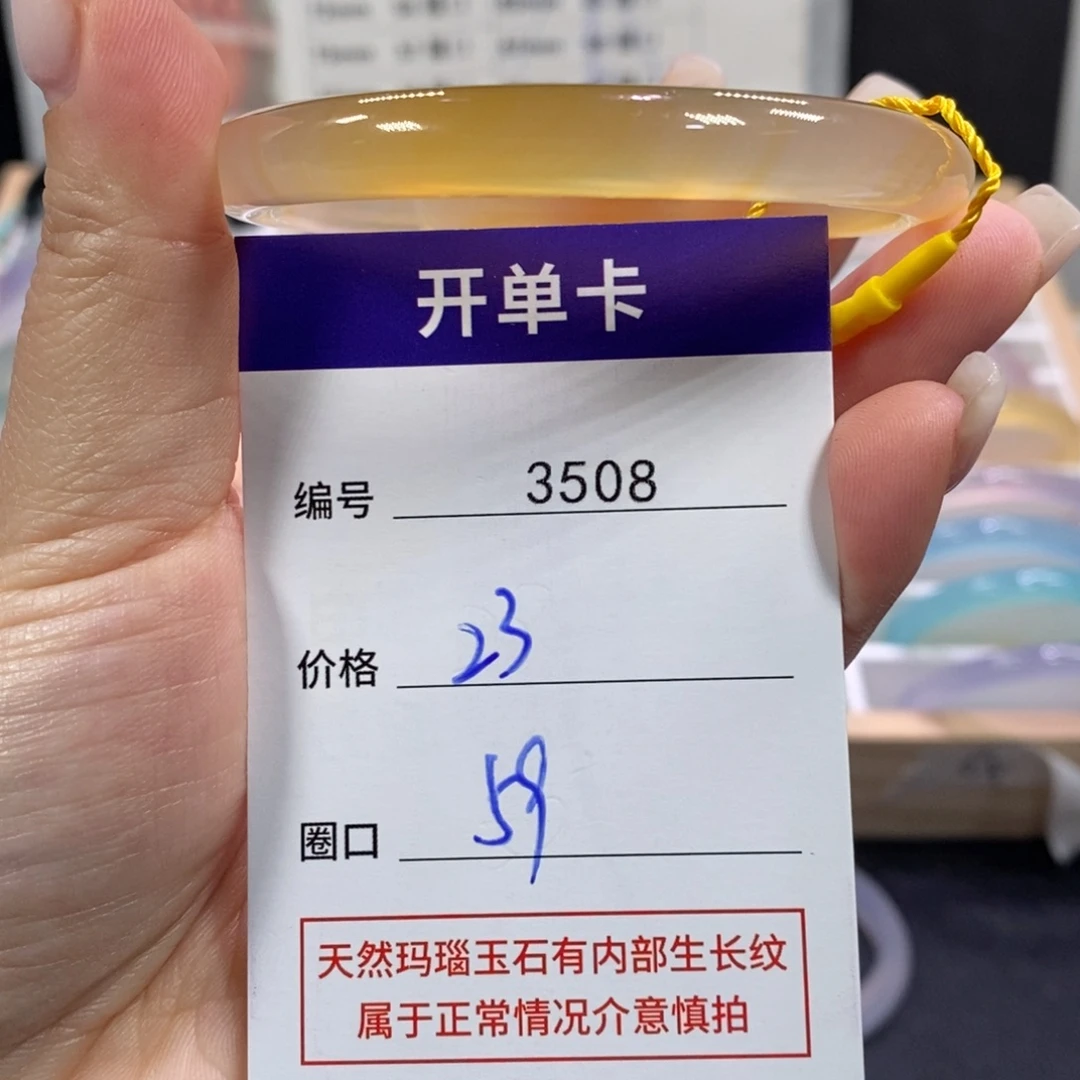 开单卡
编号 3508
价格 23
圈口 59
天然玛瑙玉石有内部生长纹
属于正常情况介意慎拍